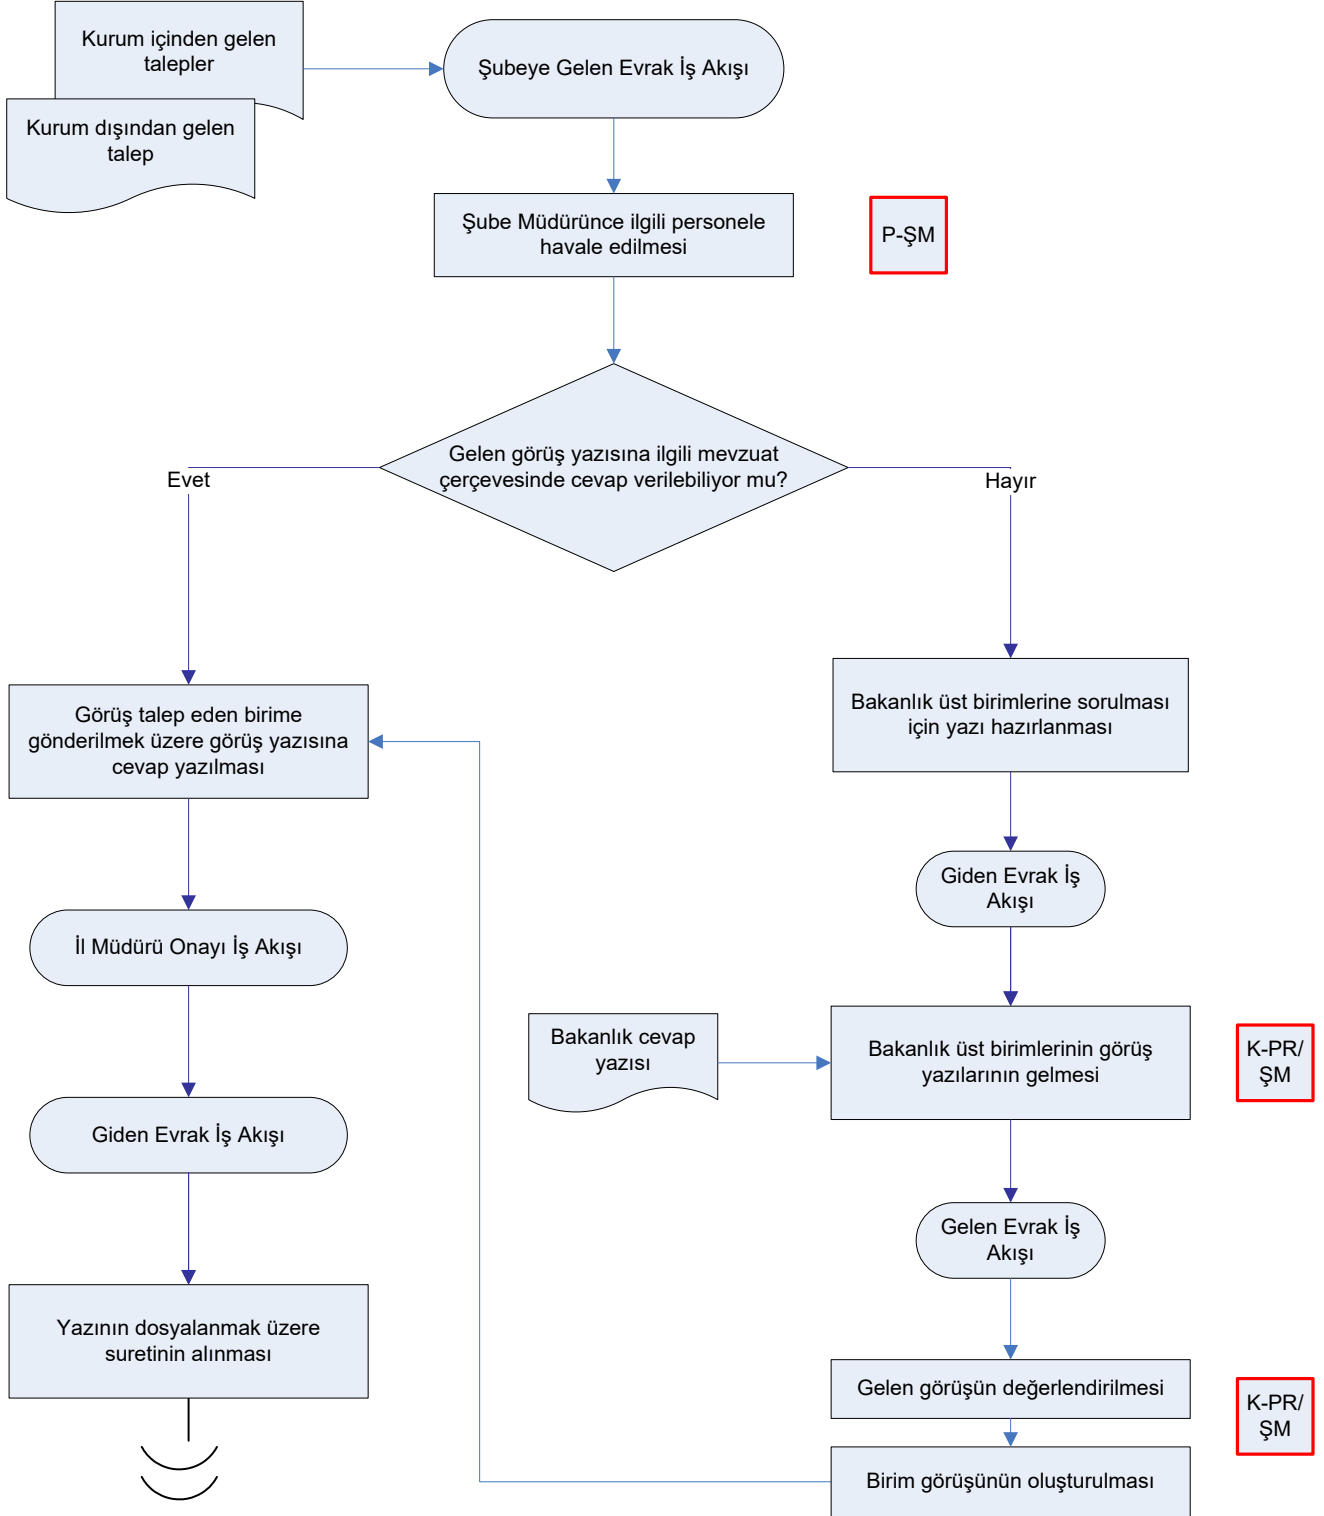 Kurum içinden gelen
talepler
Şubeye Gelen Evrak İş Akışı
Kurum dışından gelen
talep
Şube Müdürünce ilgili personele
havale edilmesi
P-ŞM
Gelen görüş yazısına ilgili mevzuat
çerçevesinde cevap verilebiliyor mu?
Evet
Hayır
Görüş talep eden birime
gönderilmek üzere görüş yazısına
cevap yazılması
Bakanlık üst birimlerine sorulması
için yazı hazırlanması
Giden Evrak İş
Akışı
İl Müdürü Onayı İş Akışı
Bakanlık cevap
yazısı
Bakanlık üst birimlerinin görüş
yazılarının gelmesi
K-PR/
ŞM
Giden Evrak İş Akışı
Gelen Evrak İş
Akışı
Yazının dosyalanmak üzere
suretinin alınması
Gelen görüşün değerlendirilmesi
K-PR/
ŞM
Birim görüşünün oluşturulması